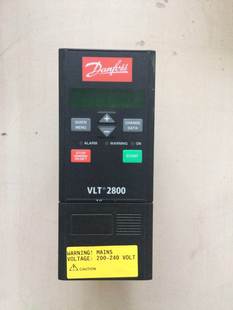 Danfoss
QUICK MENU
CHANGE DATA
ALARM WARNING ON
STOP RESET
START
VLT® 2800
WARNING! MAINS
VOLTAGE: 200-240 VOLT
CAUTION